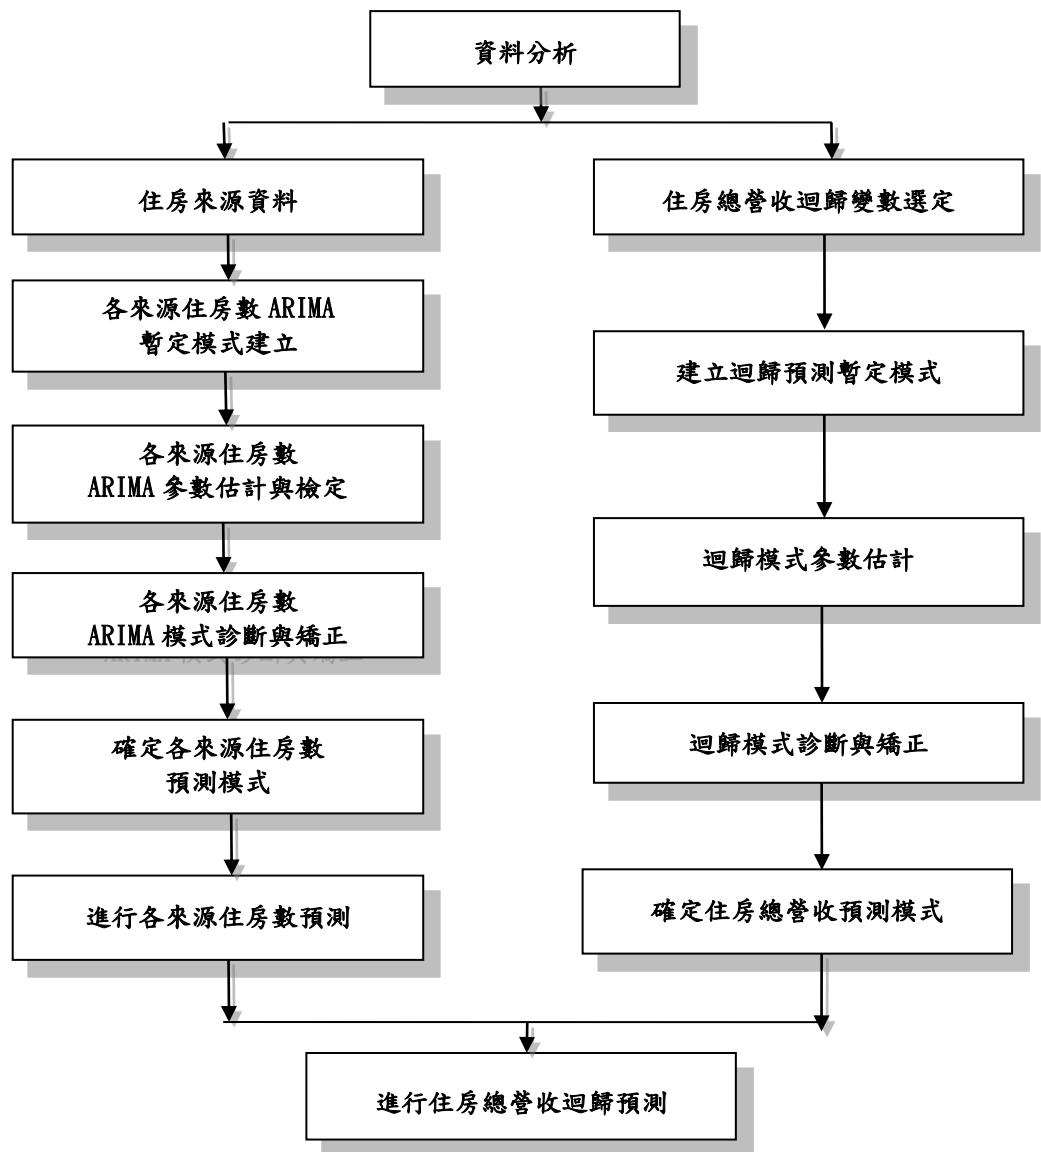 資料分析
住房來源資料
各來源住房數 ARIMA
暫定模式建立
各來源住房數
ARIMA 參數估計與檢定
各來源住房數
ARIMA 模式診斷與矯正
確定各來源住房數
預測模式
進行各來源住房數預測
住房總營收迴歸變數選定
建立迴歸預測暫定模式
迴歸模式參數估計
迴歸模式診斷與矯正
確定住房總營收預測模式
進行住房總營收迴歸預測